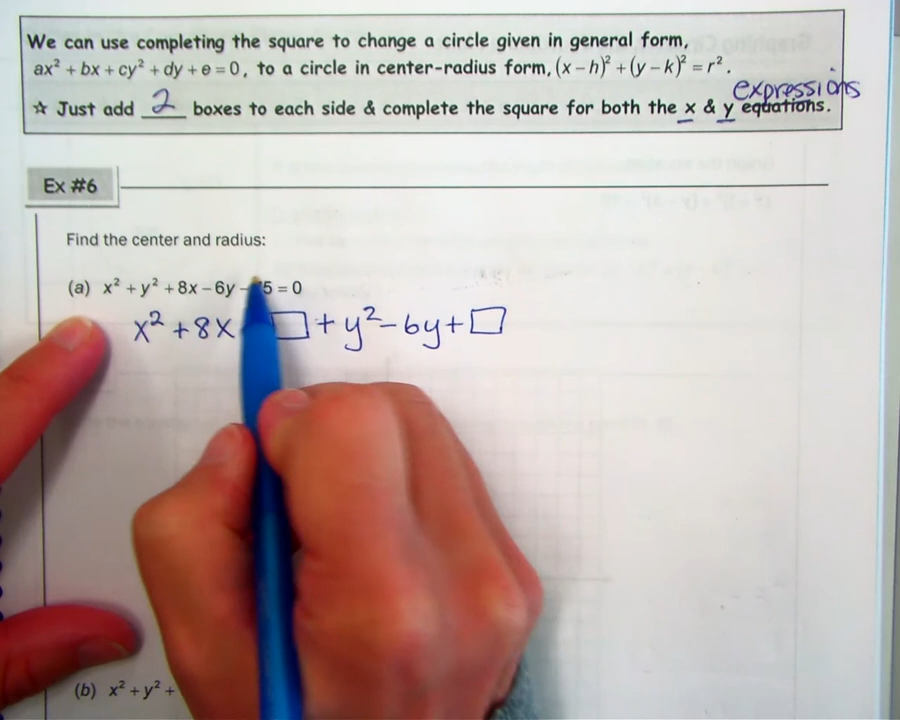 We can use completing the square to change a circle given in general form,
ax² + bx + cy² + dy + e = 0, to a circle in center-radius form, (x – h)² + (y – k)² = r².
expressions
☆ Just add 2 boxes to each side & complete the square for both the x & y equations.
Ex #6
Find the center and radius:
(a) x² + y² + 8x – 6y – 5 = 0
x² + 8x □ + y² – 6y + □
(b) x² + y² +